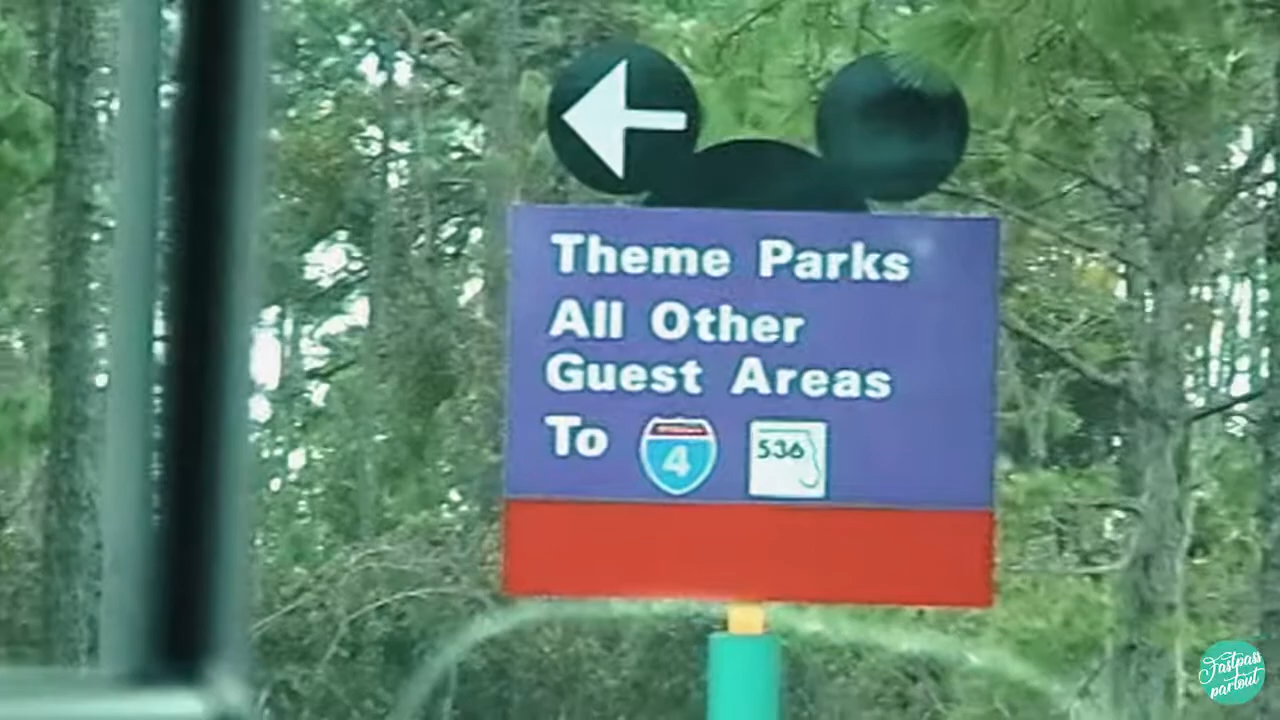 Theme Parks
All Other
Guest Areas
To 4 536
Fastpass
partout